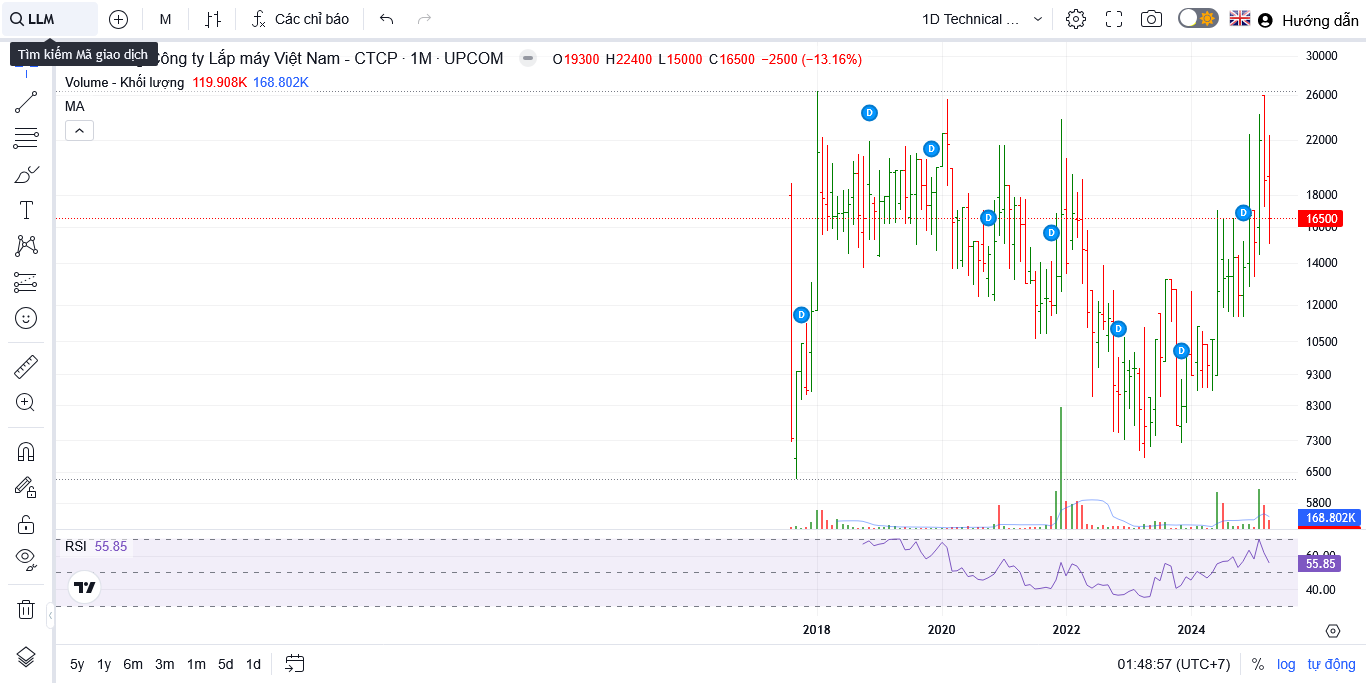 LLM M Các chỉ báo 1D Technical ... Hướng dẫn
Tìm kiếm Mã giao dịch
Công ty Lắp máy Việt Nam - CTCP · 1M · UPCOM O19300 H22400 L15000 C16500 −2500 (−13.16%)
Volume - Khối lượng 119.908K 168.802K
MA
30000
26000
22000
18000
16500
16000
14000
12000
10500
9300
8300
7300
6500
5800
168.802K
D
D
D
D
D
D
D
D
RSI 55.85
60.00
55.85
40.00
2018 2020 2022 2024
5y 1y 6m 3m 1m 5d 1d 01:48:57 (UTC+7) % log tự động